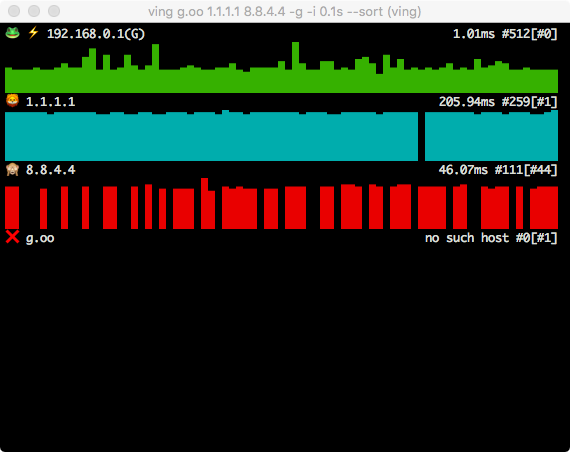 ving g.oo 1.1.1.1 8.8.4.4 -g -i 0.1s --sort (ving)
🐸 ⚡ 192.168.0.1(G) 1.01ms #512[#0]
🦁 1.1.1.1 205.94ms #259[#1]
🙈 8.8.4.4 46.07ms #111[#44]
❌ g.oo no such host #0[#1]